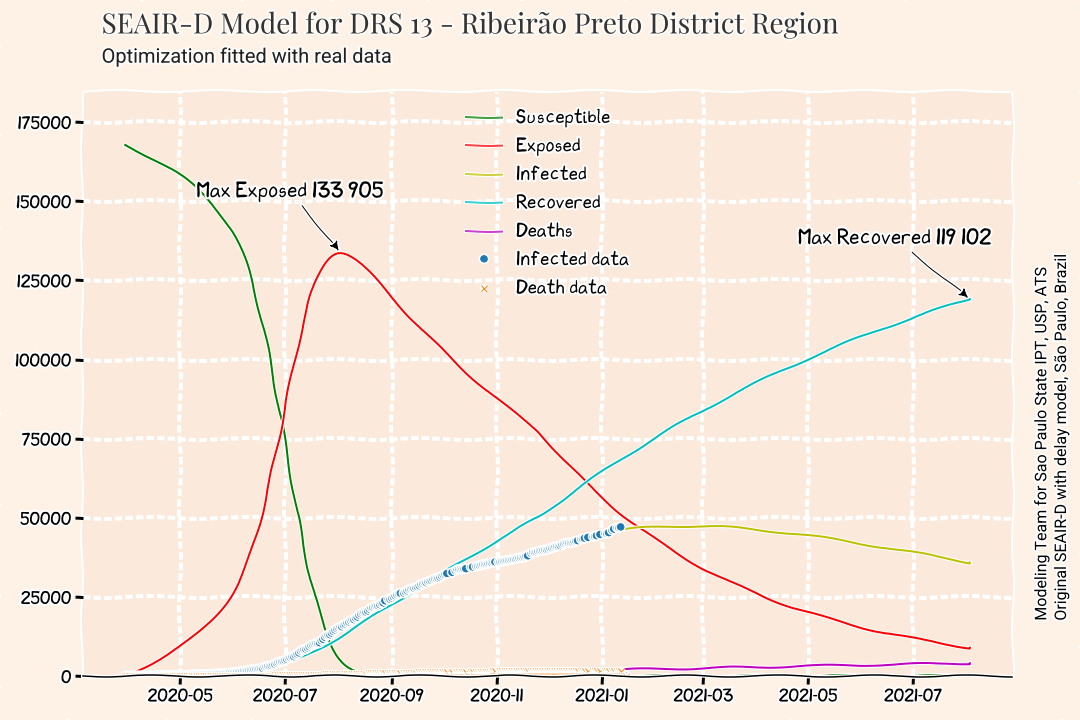 SEAIR-D Model for DRS 13 - Ribeirão Preto District Region
Optimization fitted with real data
175000
150000
125000
100000
75000
50000
25000
0
2020-05
2020-07
2020-09
2020-11
2021-01
2021-03
2021-05
2021-07
Susceptible
Exposed
Infected
Recovered
Deaths
Infected data
Death data
Max Exposed 133 905
Max Recovered 119 102
Modeling Team for Sao Paulo State IPT, USP, ATS
Original SEAIR-D with delay model, São Paulo, Brazil